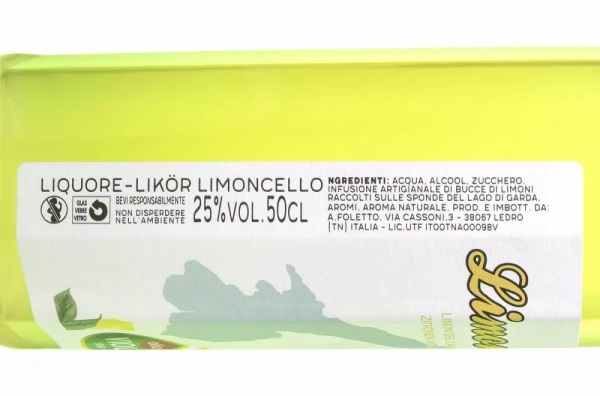 LIQUORE-LIKÖR LIMONCELLO
GLAS
VERRE
VETRO
BEVI RESPONSABILMENTE
NON DISPERDERE
NELL'AMBIENTE
25%VOL. 50CL
NGREDIENTI: ACQUA, ALCOOL, ZUCCHERO,
INFUSIONE ARTIGIANALE DI BUCCE DI LIMONI
RACCOLTI SULLE SPONDE DEL LAGO DI GARDA,
AROMI, AROMA NATURALE. PROD. E IMBOTT. DA:
A.FOLETTO, VIA CASSONI,3 - 38067 LEDRO
(TN) ITALIA - LIC.UTF IT00TNA00098V